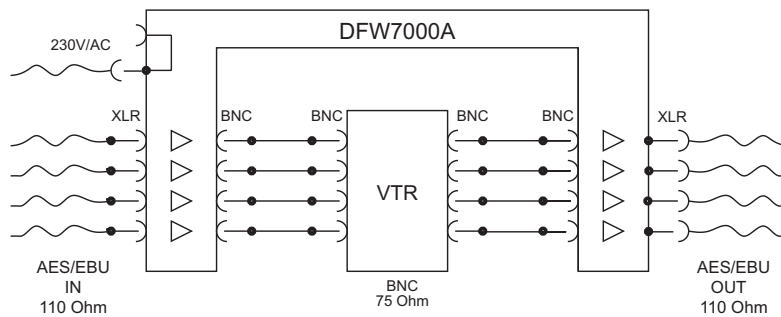 DFW7000A
230V/AC
XLR
BNC
BNC
BNC
BNC
XLR
VTR
AES/EBU
IN
110 Ohm
BNC
75 Ohm
AES/EBU
OUT
110 Ohm